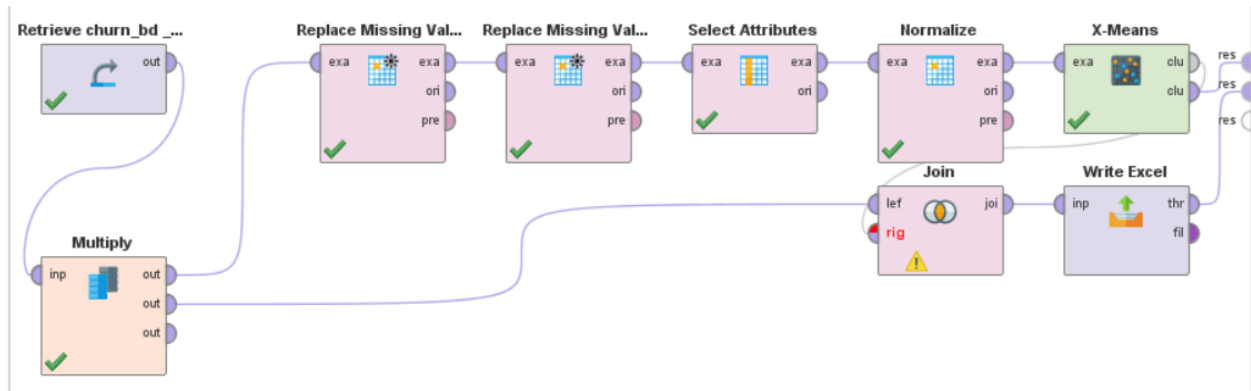 Retrieve churn_bd _...
out
Replace Missing Val...
exa exa
ori
pre
Replace Missing Val...
exa exa
ori
pre
Select Attributes
exa exa
ori
Normalize
exa exa
ori
pre
X-Means
exa clu
clu
res
res
res
Multiply
inp out
out
out
Join
lef joi
rig
Write Excel
inp thr
fil